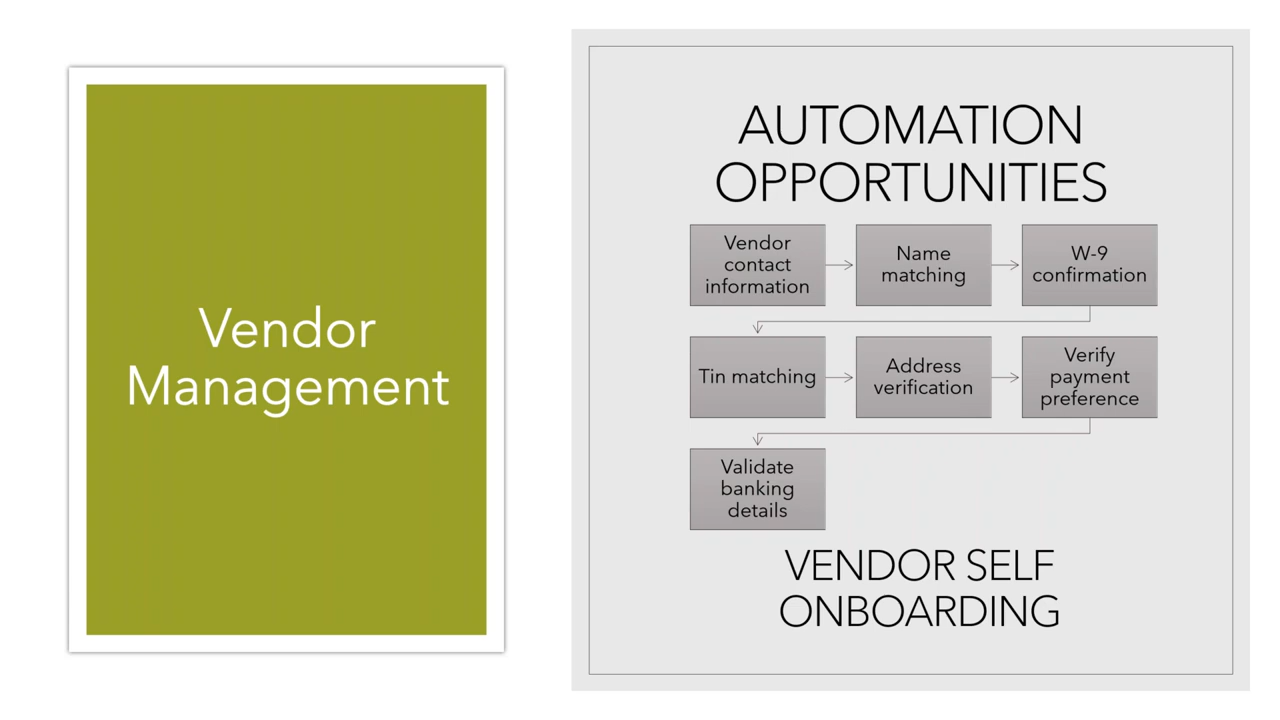 Vendor
Management
AUTOMATION
OPPORTUNITIES
Vendor
contact
information
Name
matching
W-9
confirmation
Tin matching
Address
verification
Verify
payment
preference
Validate
banking
details
VENDOR SELF
ONBOARDING